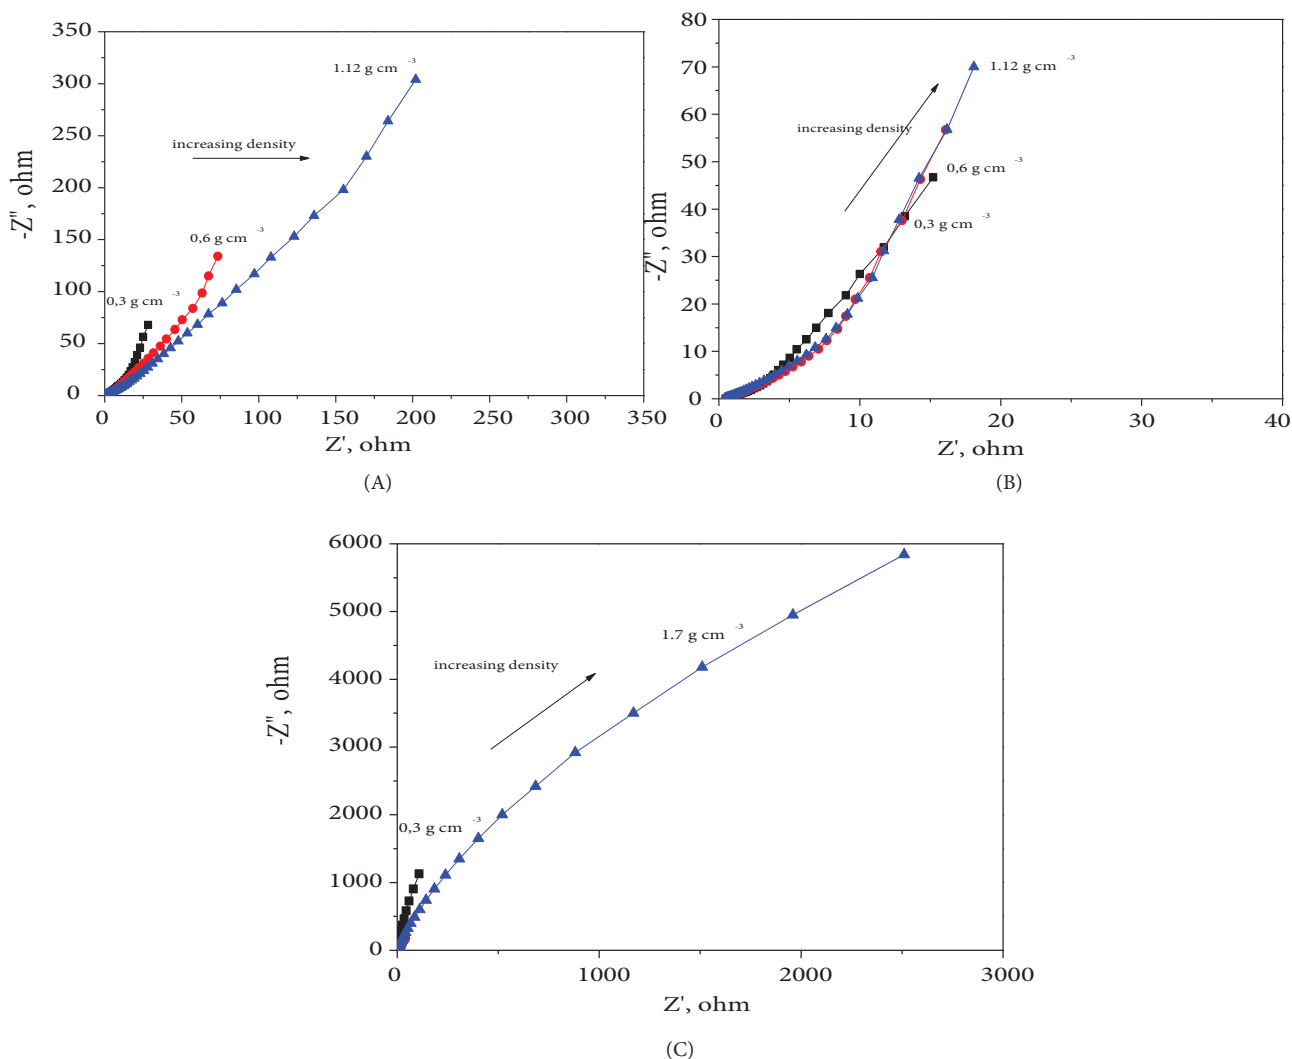 350
300
250
200
150
100
50
0
-Z", ohm
1.12 g cm -3
increasing density
0,6 g cm -3
0,3 g cm -3
0 50 100 150 200 250 300 350
Z', ohm
(A)
80
70
60
50
40
30
20
10
0
-Z", ohm
1.12 g cm -3
increasing density
0,6 g cm -3
0,3 g cm -3
0 10 20 30 40
Z', ohm
(B)
6000
5000
4000
3000
2000
1000
0
-Z", ohm
1.7 g cm -3
increasing density
0,3 g cm -3
0 1000 2000 3000
Z', ohm
(C)